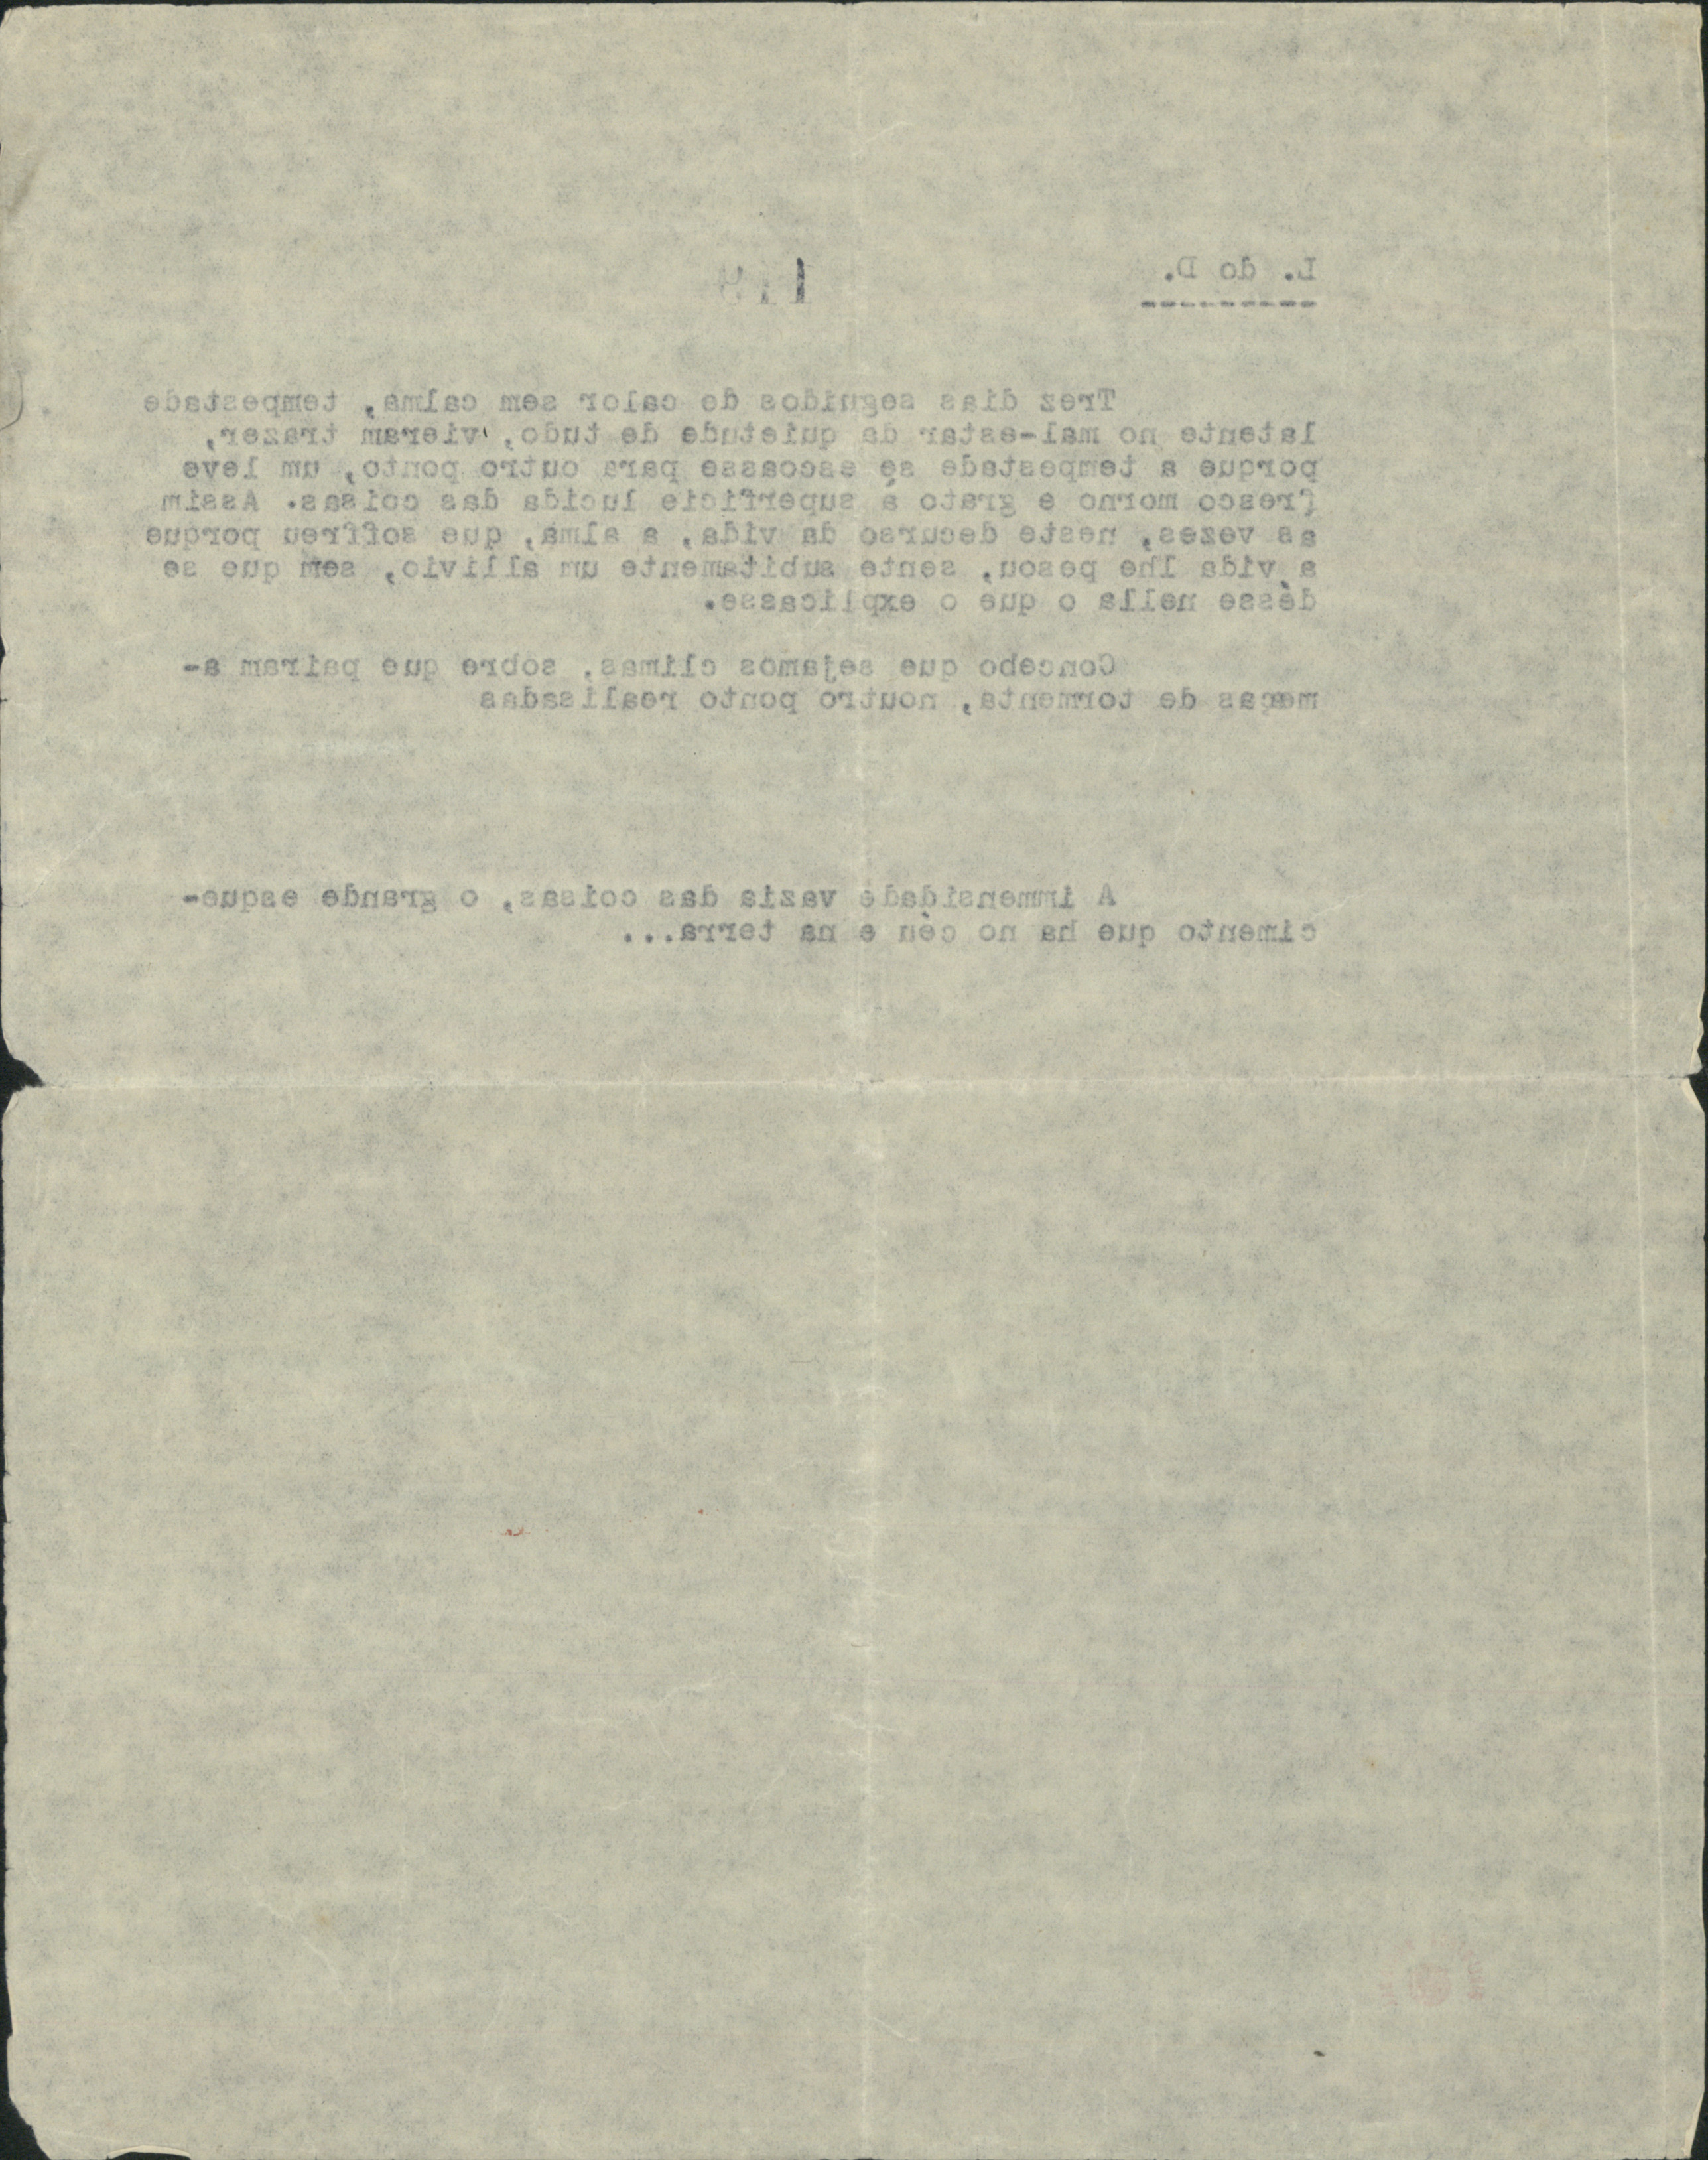 L. do D.
----------
Trez dias seguidos de calor sem calma, tempestade
latente no mal-estar da quietude de tudo, vieram trazer,
porque a tempestade se escoasse para outro ponto, um leve
fresco morno e grato á superficie lucida das coisas. Assim
as vezes, neste decurso da vida, a alma, que soffreu porque
a vida lhe pesou, sente subitamente um allivio, sem que se
désse nella o que o explicasse.
Concebo que sejamos climas, sobre que pairam a-
meças de tormenta, noutro ponto realisadas
A immensidade vazia das coisas, o grande esque-
cimento que ha no céu e na terra...